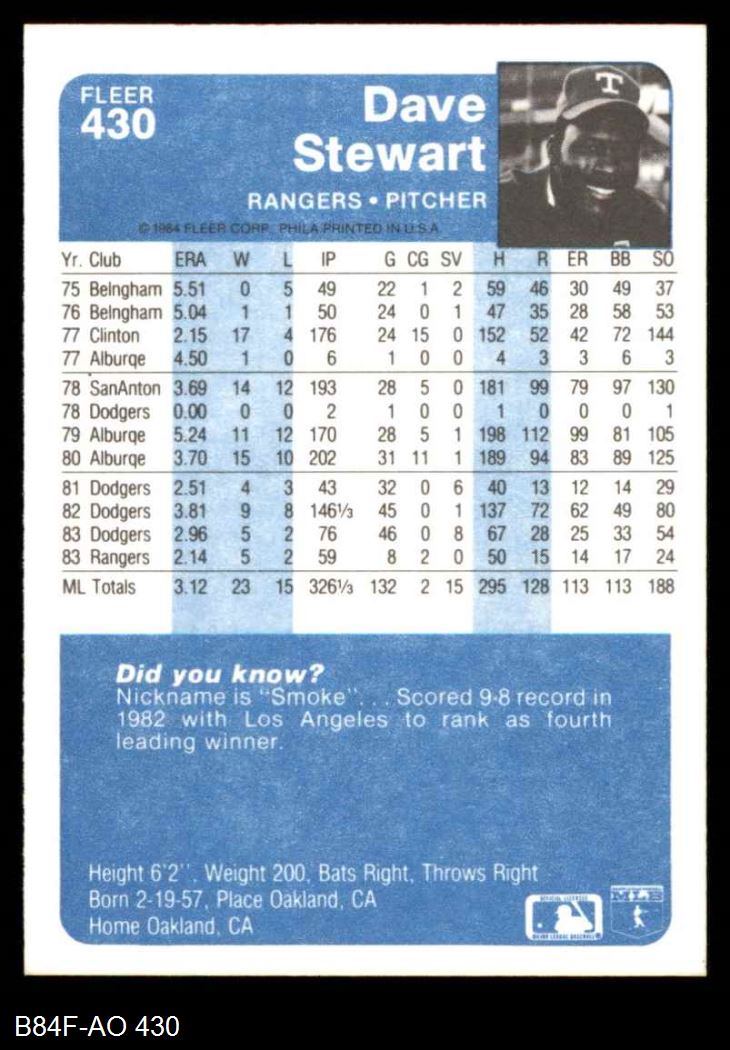 FLEER
430
Dave
Stewart
RANGERS • PITCHER
© 1984 FLEER CORP. PHILA PRINTED IN U.S.A.
T
Yr. Club ERA W L IP G CG SV H R ER BB SO
75 Belngham 5.51 0 5 49 22 1 2 59 46 30 49 37
76 Belngham 5.04 1 1 50 24 0 1 47 35 28 58 53
77 Clinton 2.15 17 4 176 24 15 0 152 52 42 72 144
77 Alburqe 4.50 1 0 6 1 0 0 4 3 3 6 3
78 SanAnton 3.69 14 12 193 28 5 0 181 99 79 97 130
78 Dodgers 0.00 0 0 2 1 0 0 1 0 0 0 1
79 Alburqe 5.24 11 12 170 28 5 1 198 112 99 81 105
80 Alburqe 3.70 15 10 202 31 11 1 189 94 83 89 125
81 Dodgers 2.51 4 3 43 32 0 6 40 13 12 14 29
82 Dodgers 3.81 9 8 146⅓ 45 0 1 137 72 62 49 80
83 Dodgers 2.96 5 2 76 46 0 8 67 28 25 33 54
83 Rangers 2.14 5 2 59 8 2 0 50 15 14 17 24
ML Totals 3.12 23 15 326⅓ 132 2 15 295 128 113 113 188
Did you know?
Nickname is "Smoke". . . Scored 9-8 record in
1982 with Los Angeles to rank as fourth
leading winner.
Height 6'2'', Weight 200, Bats Right, Throws Right
Born 2-19-57, Place Oakland, CA
Home Oakland, CA
MAJOR LEAGUE BASEBALL
B84F-AO 430